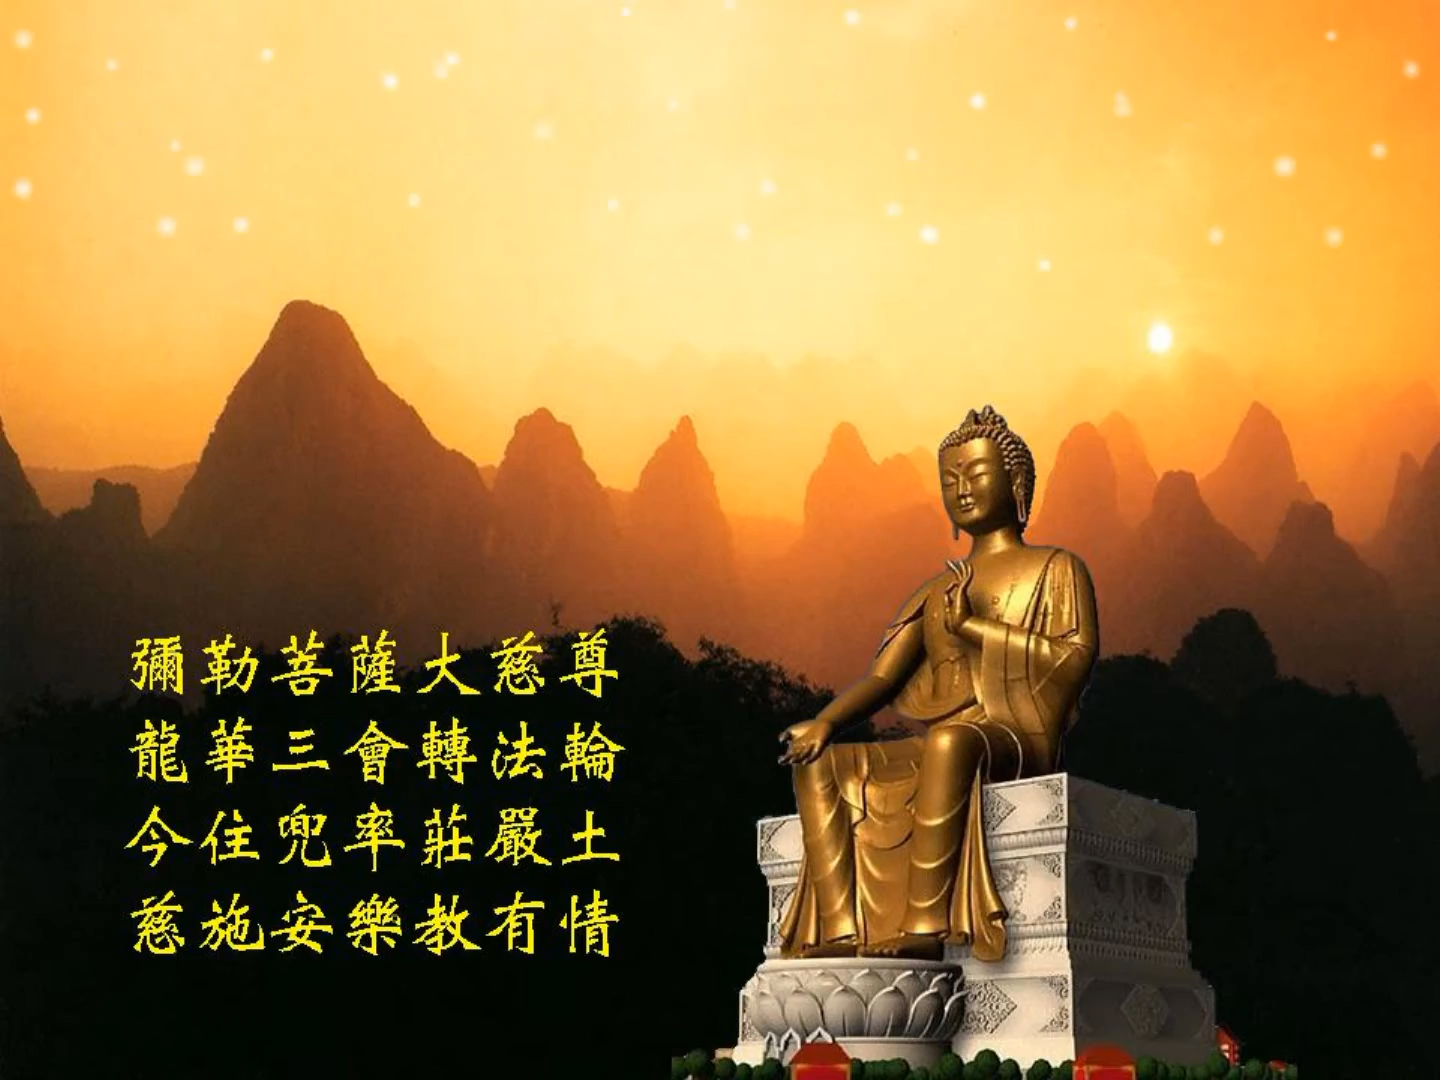 彌勒菩薩大慈尊
龍華三會轉法輪
今住兜率莊嚴土
慈施安樂教有情